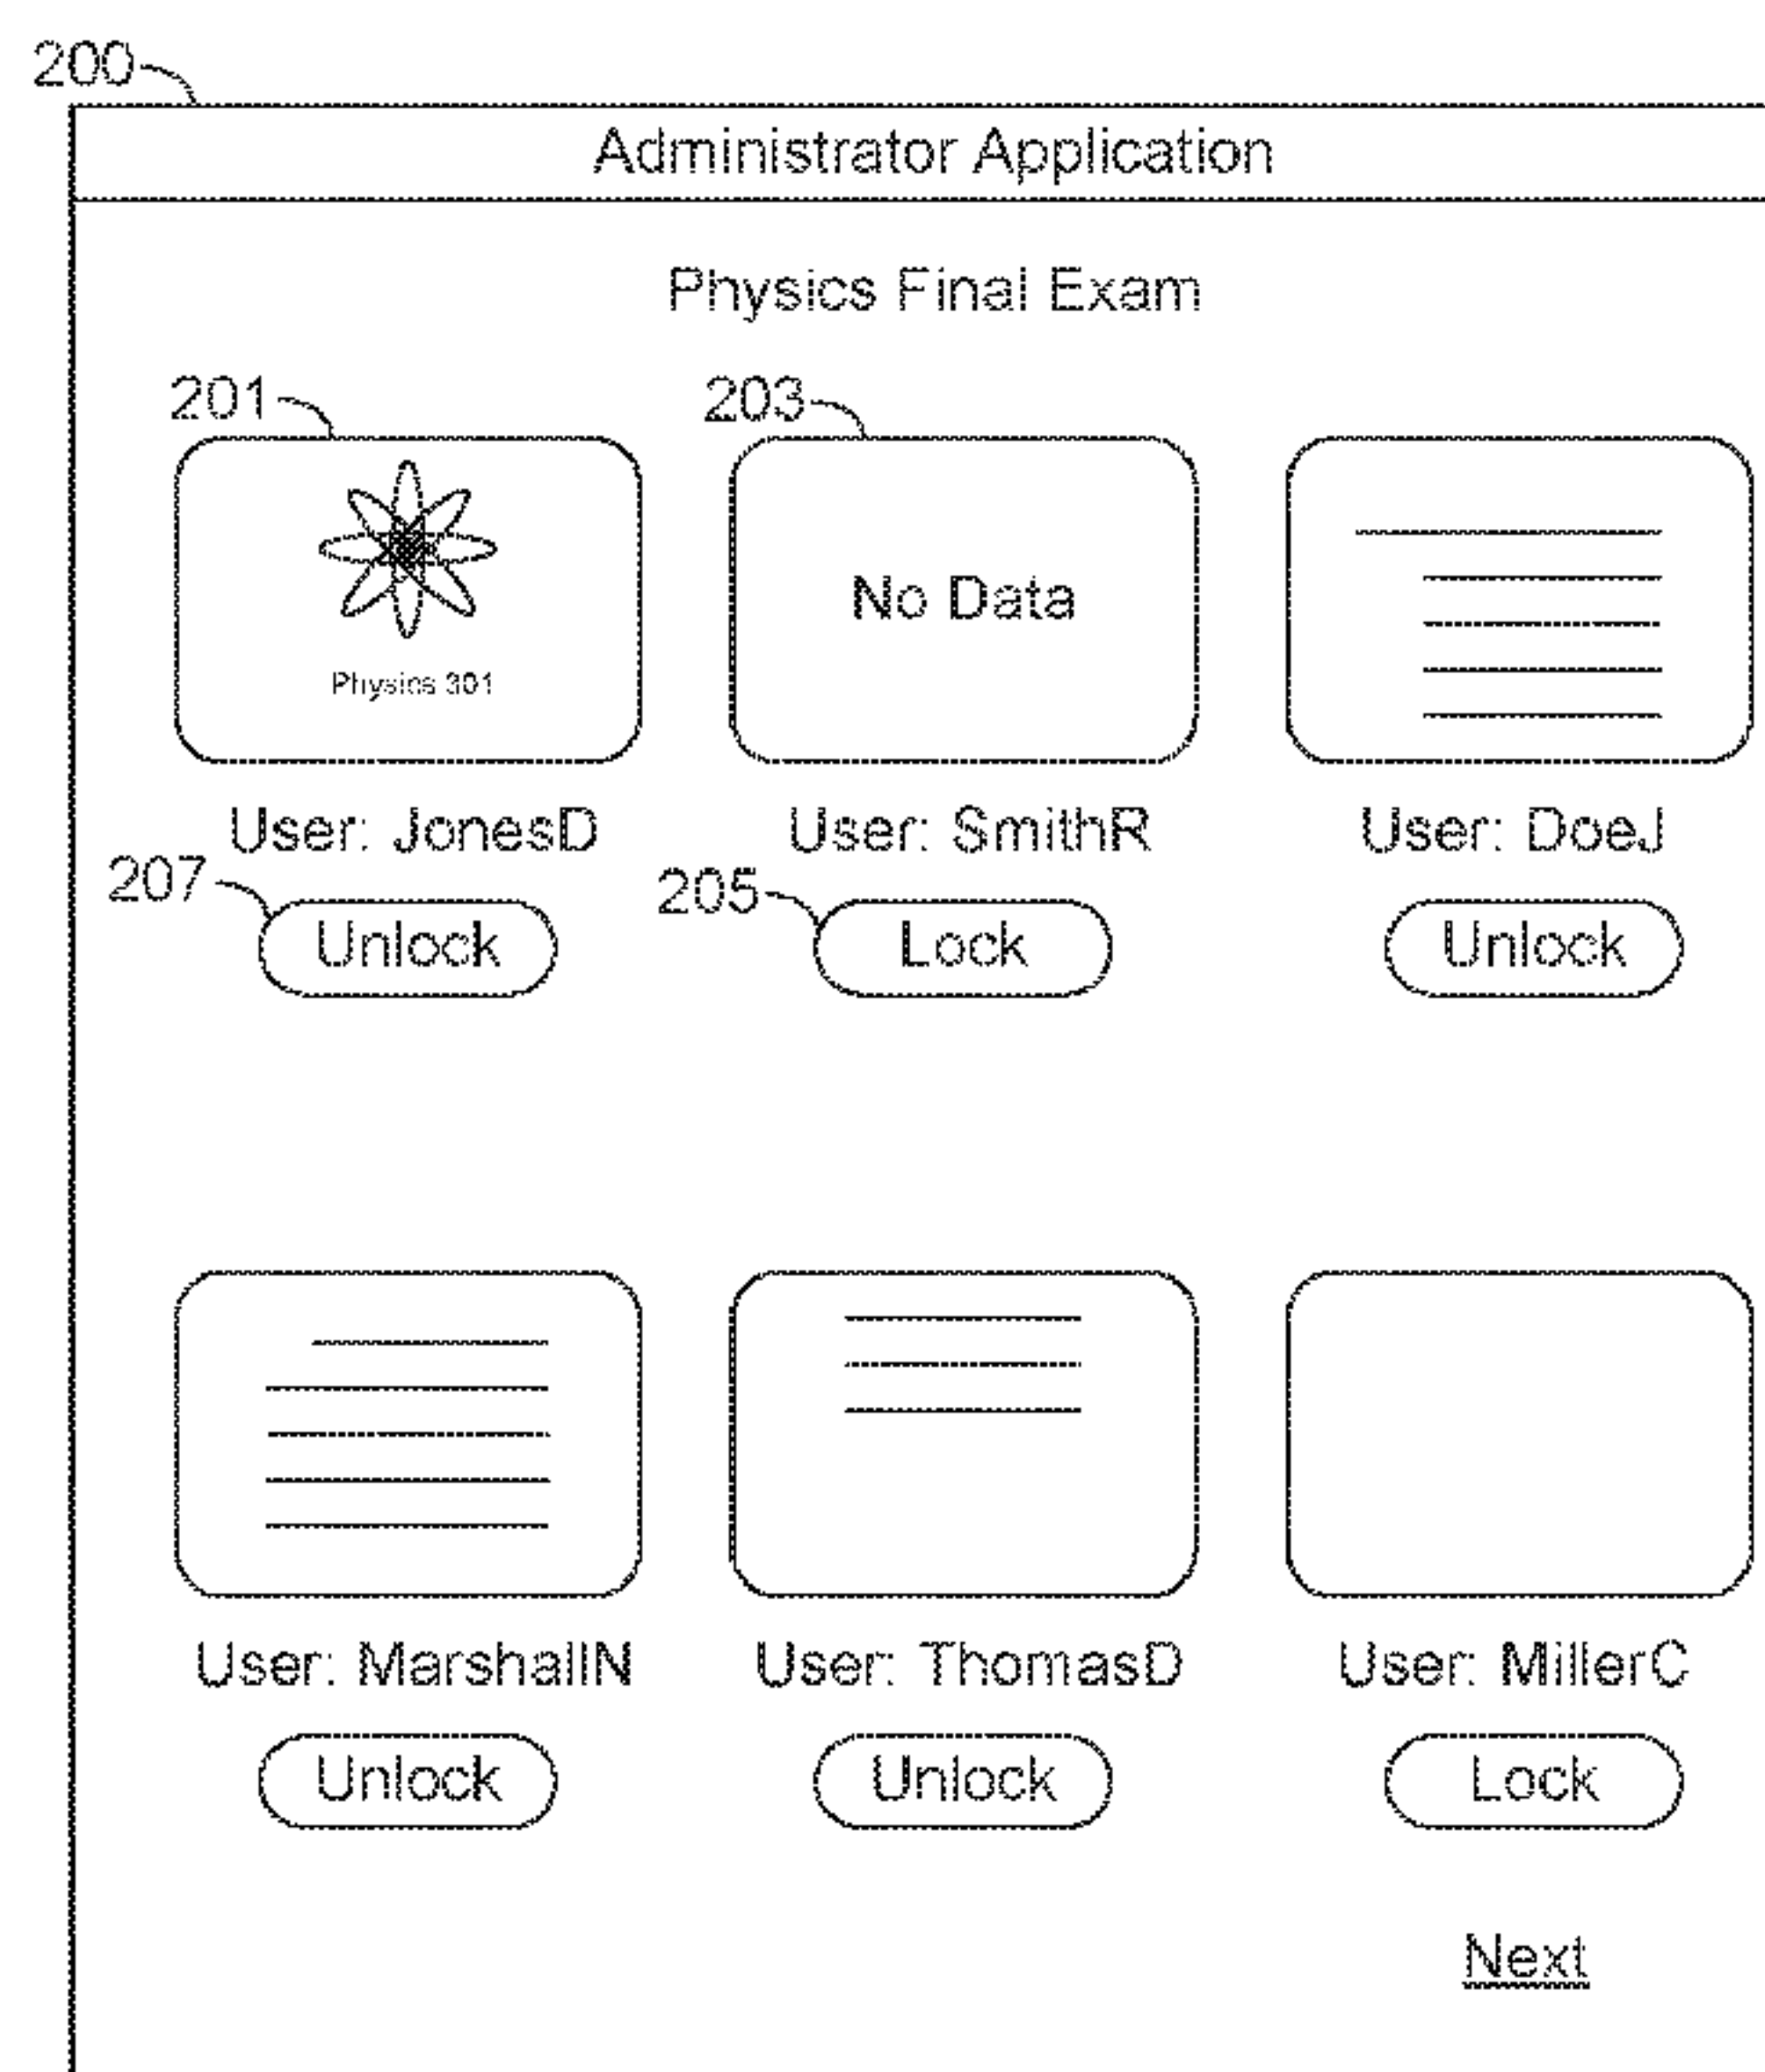 200
Administrator Application
Physics Final Exam
201 203
Physics 301
No Data
User: JonesD User: SmithR User: DoeJ
207 205
Unlock Lock Unlock
User: MarshallN User: ThomasD User: MillerC
Unlock Unlock Lock
Next